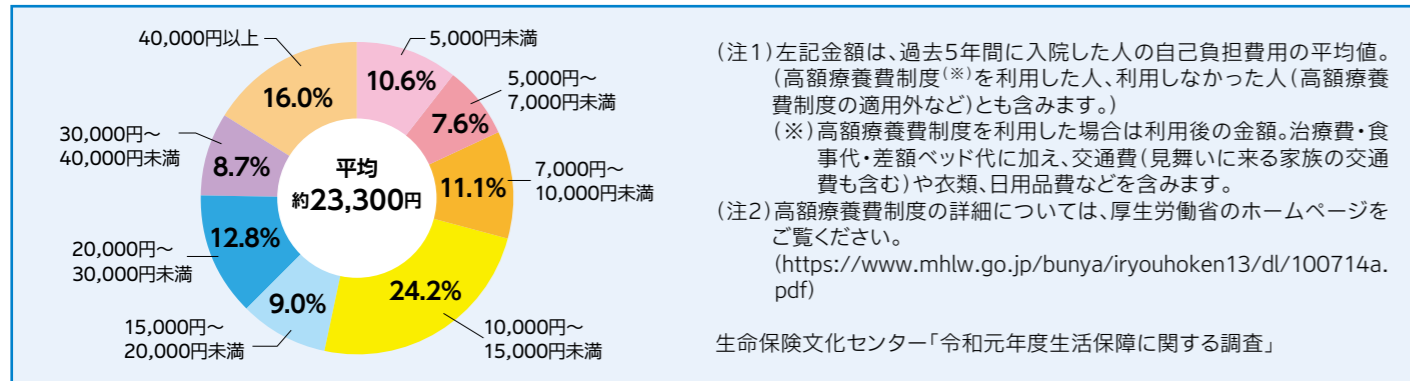 40,000円以上
5,000円未満
10.6%
16.0%
5,000円～
7,000円未満
7.6%
30,000円～
40,000円未満
8.7%
平均
約23,300円
7,000円～
10,000円未満
11.1%
12.8%
20,000円～
30,000円未満
9.0%
24.2%
15,000円～
20,000円未満
10,000円～
15,000円未満
(注1)左記金額は、過去5年間に入院した人の自己負担費用の平均値。
(高額療養費制度(※)を利用した人、利用しなかった人(高額療養
費制度の適用外など)とも含みます。)
(※)高額療養費制度を利用した場合は利用後の金額。治療費・食
事代・差額ベッド代に加え、交通費(見舞いに来る家族の交通
費も含む)や衣類、日用品費などを含みます。
(注2)高額療養費制度の詳細については、厚生労働省のホームページを
ご覧ください。
(https://www.mhlw.go.jp/bunya/iryouhoken13/dl/100714a.
pdf)
生命保険文化センター「令和元年度生活保障に関する調査」